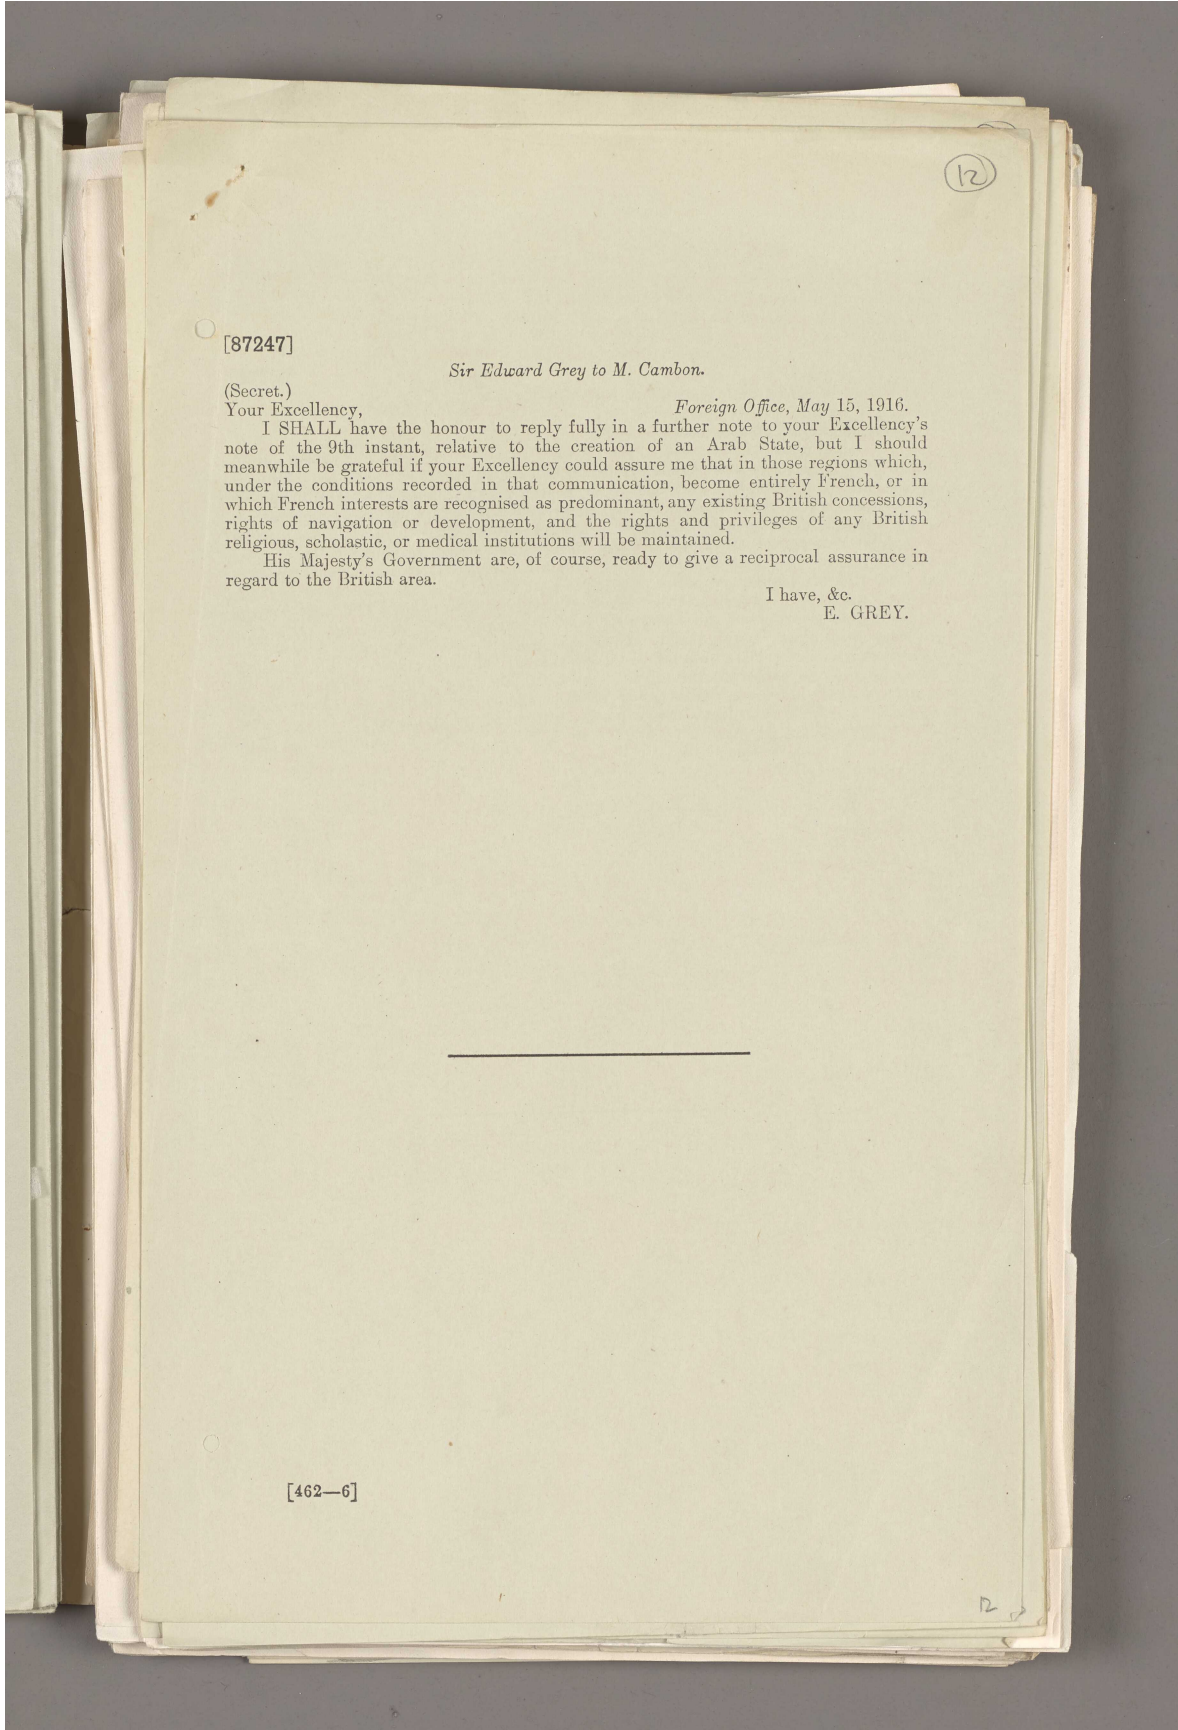 12
[87247]
Sir Edward Grey to M. Cambon.
(Secret.)
Your Excellency, Foreign Office, May 15, 1916.
I SHALL have the honour to reply fully in a further note to your Excellency's
note of the 9th instant, relative to the creation of an Arab State, but I should
meanwhile be grateful if your Excellency could assure me that in those regions which,
under the conditions recorded in that communication, become entirely French, or in
which French interests are recognised as predominant, any existing British concessions,
rights of navigation or development, and the rights and privileges of any British
religious, scholastic, or medical institutions will be maintained.
His Majesty's Government are, of course, ready to give a reciprocal assurance in
regard to the British area.
I have, &c.
E. GREY.
[462—6]
12